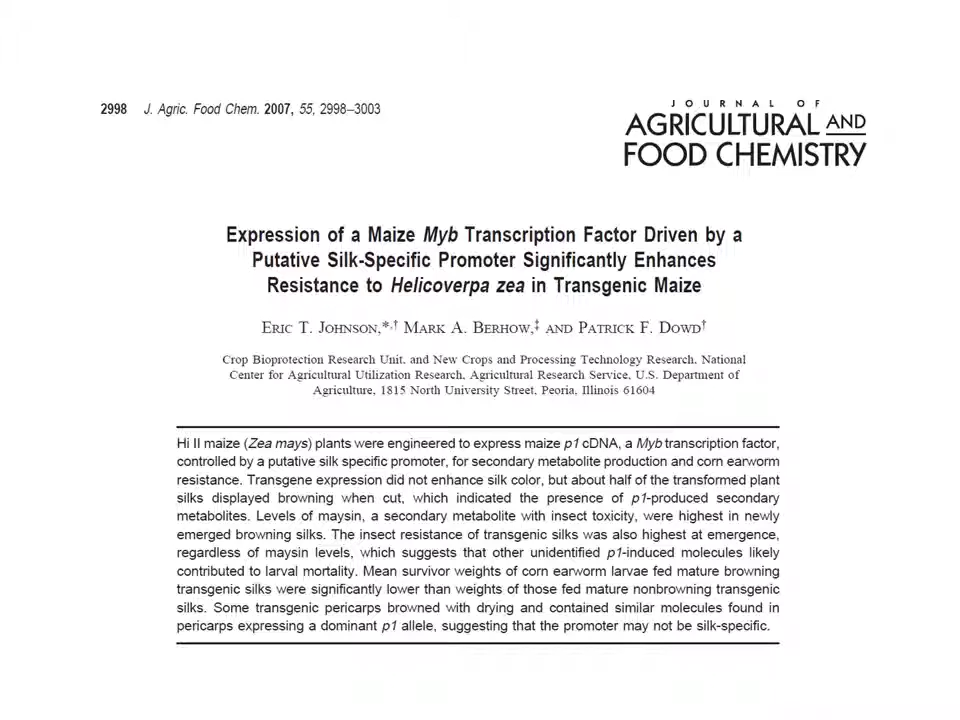 2998 J. Agric. Food Chem. 2007, 55, 2998–3003
JOURNAL OF
AGRICULTURAL AND
FOOD CHEMISTRY
Expression of a Maize Myb Transcription Factor Driven by a
Putative Silk-Specific Promoter Significantly Enhances
Resistance to Helicoverpa zea in Transgenic Maize
ERIC T. JOHNSON,*,† MARK A. BERHOW,‡ AND PATRICK F. DOWD†
Crop Bioprotection Research Unit, and New Crops and Processing Technology Research, National
Center for Agricultural Utilization Research, Agricultural Research Service, U.S. Department of
Agriculture, 1815 North University Street, Peoria, Illinois 61604
Hi II maize (Zea mays) plants were engineered to express maize p1 cDNA, a Myb transcription factor,
controlled by a putative silk specific promoter, for secondary metabolite production and corn earworm
resistance. Transgene expression did not enhance silk color, but about half of the transformed plant
silks displayed browning when cut, which indicated the presence of p1-produced secondary
metabolites. Levels of maysin, a secondary metabolite with insect toxicity, were highest in newly
emerged browning silks. The insect resistance of transgenic silks was also highest at emergence,
regardless of maysin levels, which suggests that other unidentified p1-induced molecules likely
contributed to larval mortality. Mean survivor weights of corn earworm larvae fed mature browning
transgenic silks were significantly lower than weights of those fed mature nonbrowning transgenic
silks. Some transgenic pericarps browned with drying and contained similar molecules found in
pericarps expressing a dominant p1 allele, suggesting that the promoter may not be silk-specific.